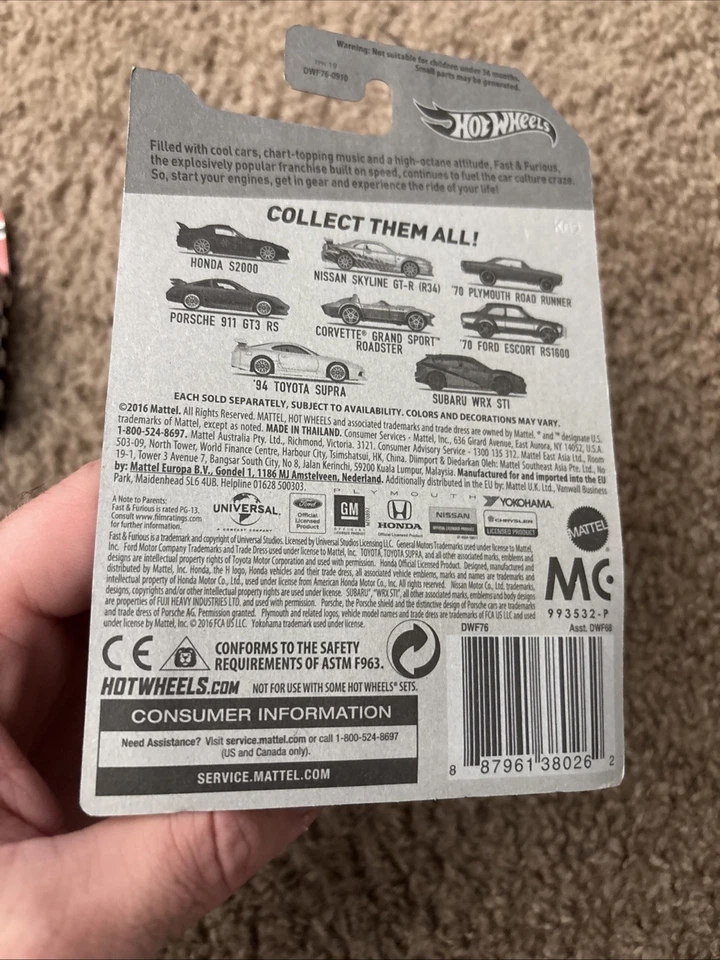 Warning: Not suitable for children under 36 months.
Small parts may be generated.
DWF76-0910
HOT WHEELS
Filled with cool cars, chart-topping music and a high-octane attitude, Fast & Furious,
the explosively popular franchise built on speed, continues to fuel the car culture craze.
So, start your engines, get in gear and experience the ride of your life!
COLLECT THEM ALL!
HONDA S2000
NISSAN SKYLINE GT-R (R34)
'70 PLYMOUTH ROAD RUNNER
PORSCHE 911 GT3 RS
CORVETTE® GRAND SPORT™
ROADSTER
'70 FORD ESCORT RS1600
'94 TOYOTA SUPRA
SUBARU WRX STI
EACH SOLD SEPARATELY, SUBJECT TO AVAILABILITY. COLORS AND DECORATIONS MAY VARY.
©2016 Mattel. All Rights Reserved. MATTEL, HOT WHEELS and associated trademarks and trade dress are owned by Mattel. ® and ™ designate U.S.
trademarks of Mattel, except as noted. MADE IN THAILAND. Consumer Services - Mattel, Inc., 636 Girard Avenue, East Aurora, NY 14052, U.S.A.
1-800-524-8697. Mattel Australia Pty. Ltd., Richmond, Victoria. 3121. Consumer Advisory Service - 1300 135 312. Mattel East Asia Ltd., Room
503-09, North Tower, World Finance Centre, Harbour City, Tsimshatsui, HK, China. Diimport & Diedarkan Oleh: Mattel Southeast Asia Pte. Ltd., No
19-1, Tower 3 Avenue 7, Bangsar South City, No 8, Jalan Kerinchi, 59200 Kuala Lumpur, Malaysia. Manufactured for and imported into the EU
by: Mattel Europa B.V., Gondel 1, 1186 MJ Amstelveen, Nederland. Additionally distributed in the EU by: Mattel U.K. Ltd., Vanwall Business
Park, Maidenhead SL6 4UB. Helpline 01628 500303.
PLYMOUTH
A Note to Parents:
Fast & Furious is rated PG-13.
Consult www.filmratings.com
for further information.
UNIVERSAL
A COMCAST COMPANY
Ford
Official
Licensed
Product
GM
HONDA
Official Licensed Product
NISSAN
YOKOHAMA
CHRYSLER
LICENSED PRODUCT
MATTEL
Fast & Furious is a trademark and copyright of Universal Studios. Licensed by Universal Studios Licensing LLC. General Motors Trademarks used under license to Mattel,
Inc. Ford Motor Company Trademarks and Trade Dress used under license to Mattel, Inc. TOYOTA, TOYOTA SUPRA, and all other associated marks, emblems and
designs are intellectual property rights of Toyota Motor Corporation and used with permission. Honda Official Licensed Product. Designed, manufactured and
distributed by Mattel, Inc. Honda, the H logo, Honda vehicles and their trade dress, all associated vehicle emblems, marks and names are trademarks and
intellectual property of Honda Motor Co., Ltd., used under license from American Honda Motor Co., Inc. All rights reserved. Nissan Motor Co., Ltd. trademarks,
designs, copyrights and/or other intellectual property rights are used under license. SUBARU®, "WRX STI", all other associated marks, emblems and body designs
are properties of FUJI HEAVY INDUSTRIES LTD. and used with permission. Porsche, the Porsche shield and the distinctive design of Porsche cars are trademarks
and trade dress of Porsche AG. Permission granted. Plymouth and related logos, vehicle model names and trade dress are trademarks of FCA US LLC and used
under license by Mattel, Inc. © 2016 FCA US LLC. Yokohama trademark used under license.
MC
993532-P
DWF76
Asst. DWF68
CE
CONFORMS TO THE SAFETY
REQUIREMENTS OF ASTM F963.
HOTWHEELS.COM NOT FOR USE WITH SOME HOT WHEELS® SETS.
CONSUMER INFORMATION
Need Assistance? Visit service.mattel.com or call 1-800-524-8697
(US and Canada only).
SERVICE.MATTEL.COM
8 87961 38026 2